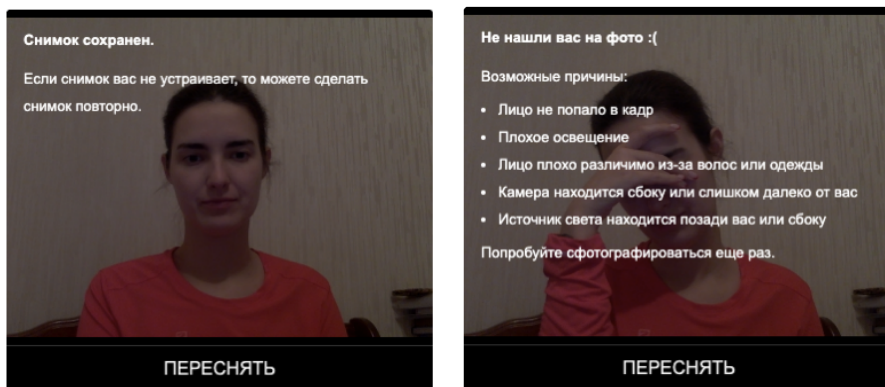 Снимок сохранен.
Если снимок вас не устраивает, то можете сделать
снимок повторно.
ПЕРЕСНЯТЬ
Не нашли вас на фото :(
Возможные причины:
• Лицо не попало в кадр
• Плохое освещение
• Лицо плохо различимо из-за волос или одежды
• Камера находится сбоку или слишком далеко от вас
• Источник света находится позади вас или сбоку
Попробуйте сфотографироваться еще раз.
ПЕРЕСНЯТЬ